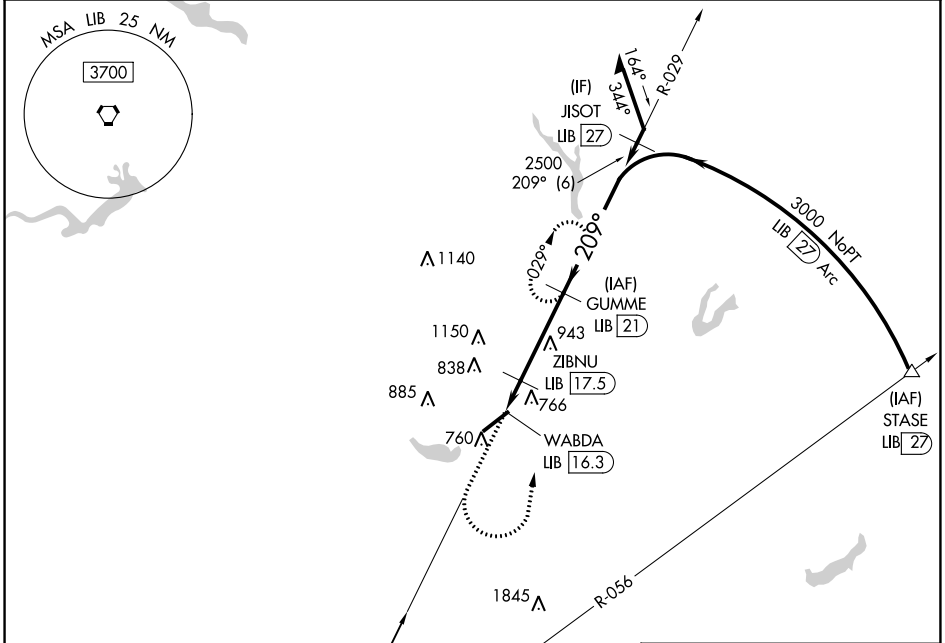 MSA LIB 25 NM
3700
164°
344°
R-029
(IF)
JISOT
LIB 27
2500
209° (6)
3000 NoPT
LIB 27 Arc
209°
029°
1140
(IAF)
GUMME
LIB 21
1150
943
838
ZIBNU
LIB 17.5
885
766
760
WABDA
LIB 16.3
(IAF)
STASE
LIB 27
R-056
1845